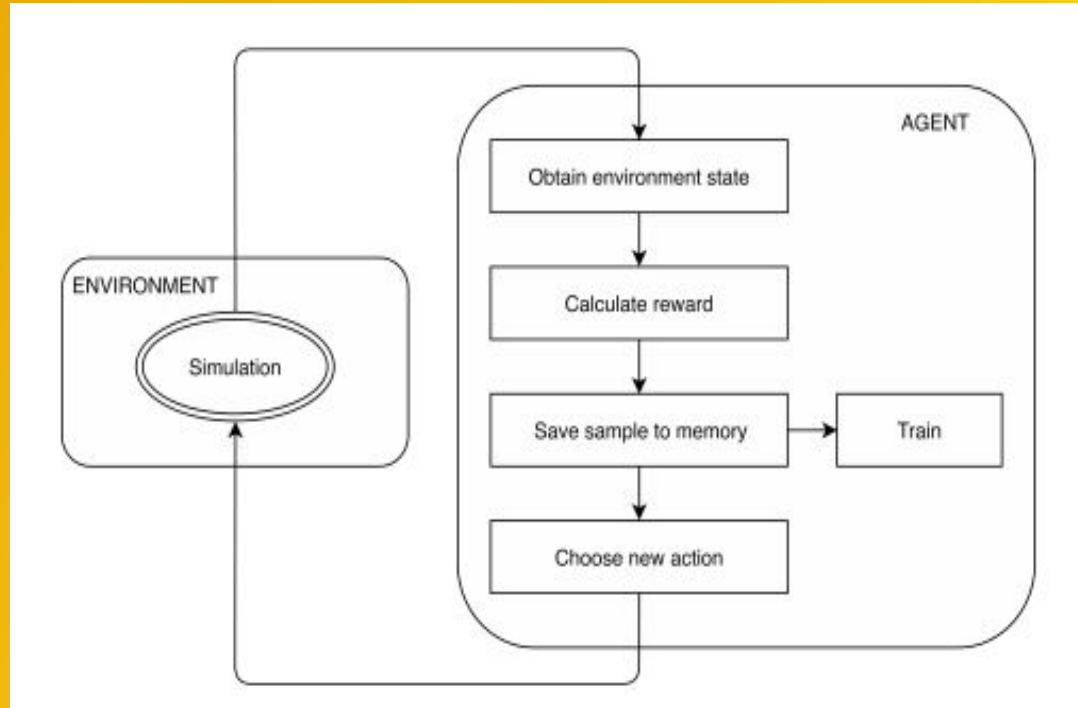 AGENT
Obtain environment state
ENVIRONMENT
Calculate reward
Simulation
Save sample to memory
Train
Choose new action